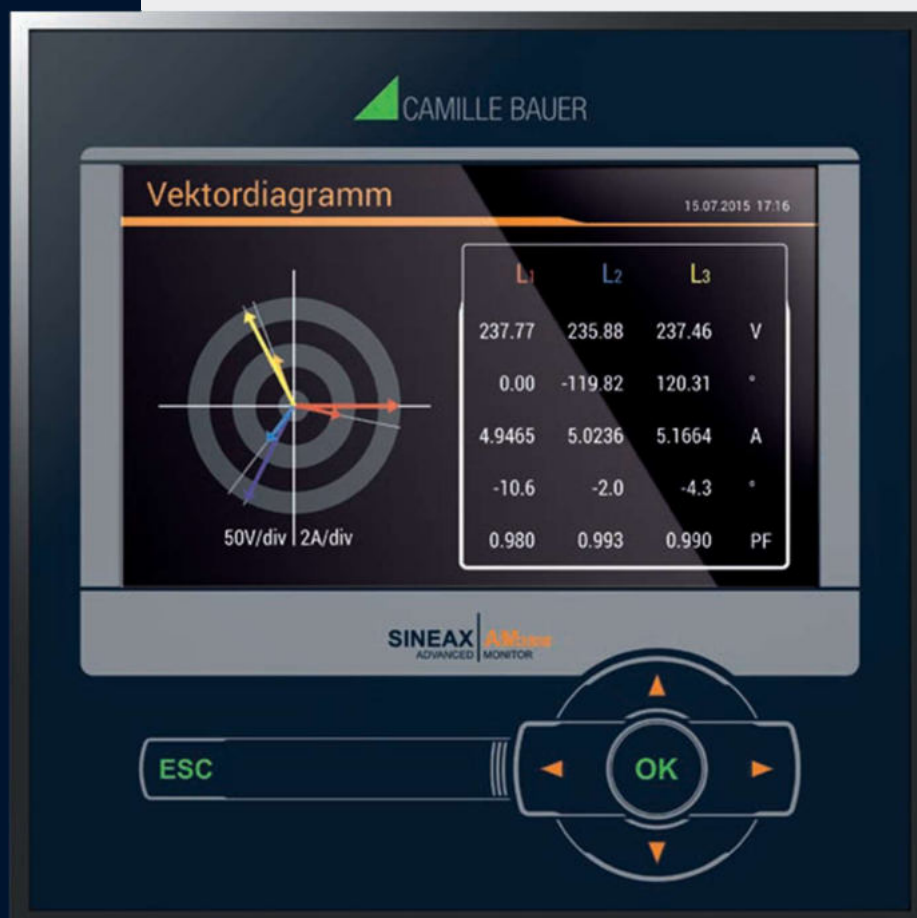 CAMILLE BAUER
Vektordiagramm
15.07.2015 17:16
L1 L2 L3
237.77 235.88 237.46 V
0.00 -119.82 120.31 °
4.9465 5.0236 5.1664 A
-10.6 -2.0 -4.3 °
0.980 0.993 0.990 PF
50V/div 2A/div
SINEAX
ADVANCED MONITOR
ESC
OK